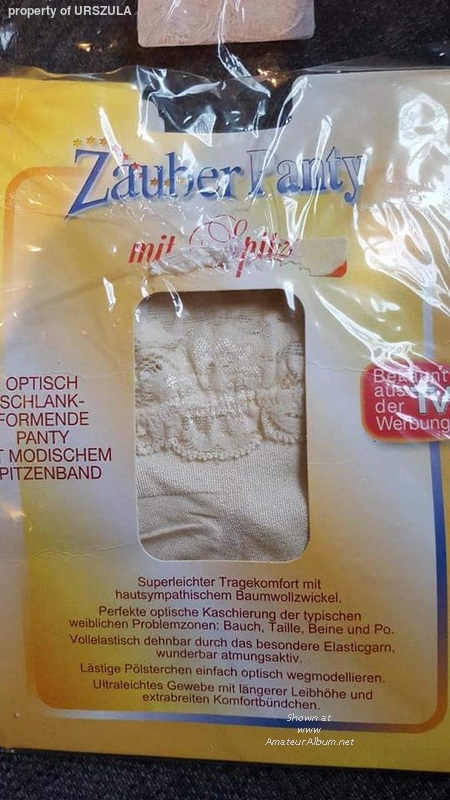 property of URSZULA
Zauber Panty
mit Spitz
OPTISCH
SCHLANK-
FORMENDE
PANTY
T MODISCHEM
PITZENBAND
Bekannt
aus
der TV
Werbung
Superleichter Tragekomfort mit
hautsympathischem Baumwollzwickel.
Perfekte optische Kaschierung der typischen
weiblichen Problemzonen: Bauch, Taille, Beine und Po.
Vollelastisch dehnbar durch das besondere Elasticgarn,
wunderbar atmungsaktiv.
Lästige Pölsterchen einfach optisch wegmodellieren.
Ultraleichtes Gewebe mit längerer Leibhöhe und
extrabreiten Komfortbündchen.
Shown at
www
AmateurAlbum.net